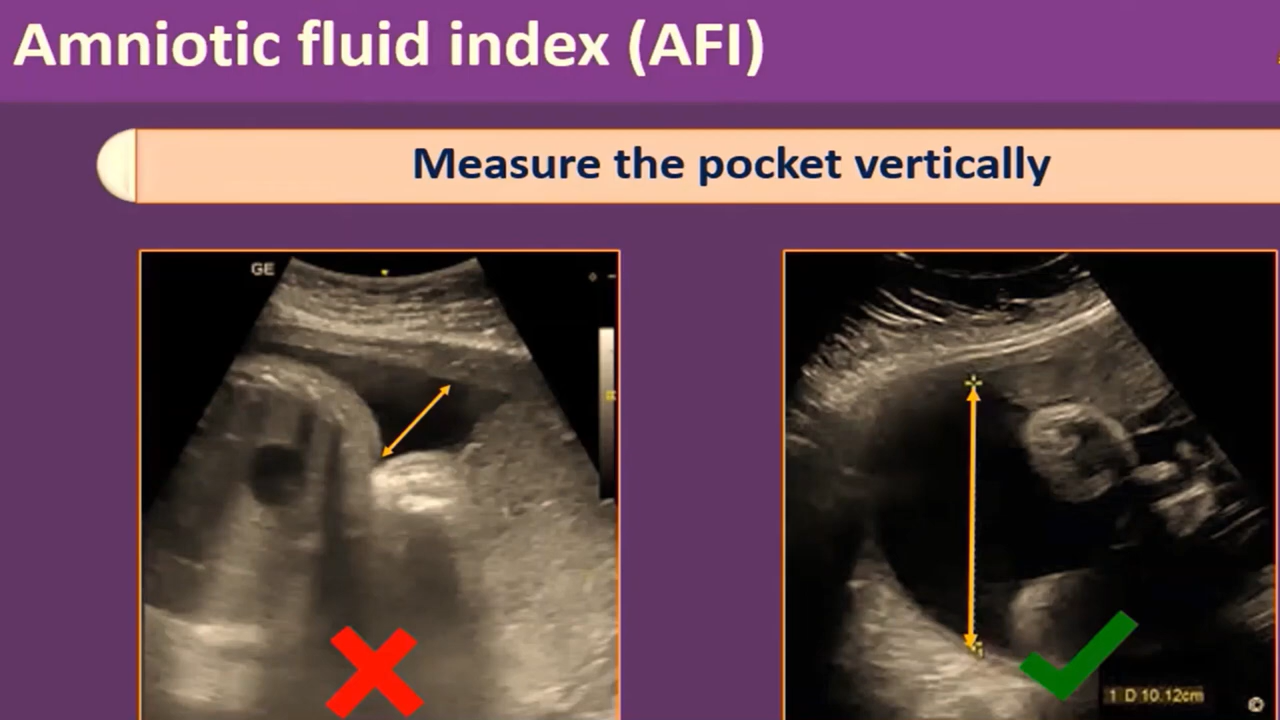 Amniotic fluid index (AFI)
Measure the pocket vertically
GE
1 D 10.12cm